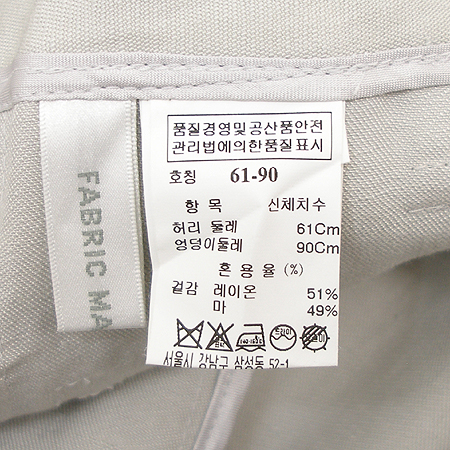 품질경영및공산품안전
관리법에의한품질표시
호칭 61-90
항 목 신체치수
허리 둘레 61Cm
엉덩이둘레 90Cm
혼 용 율 (%)
겉감 레이온 51%
마 49%
드라이
서울시 강남구 삼성동 52-1
FABRIC MA